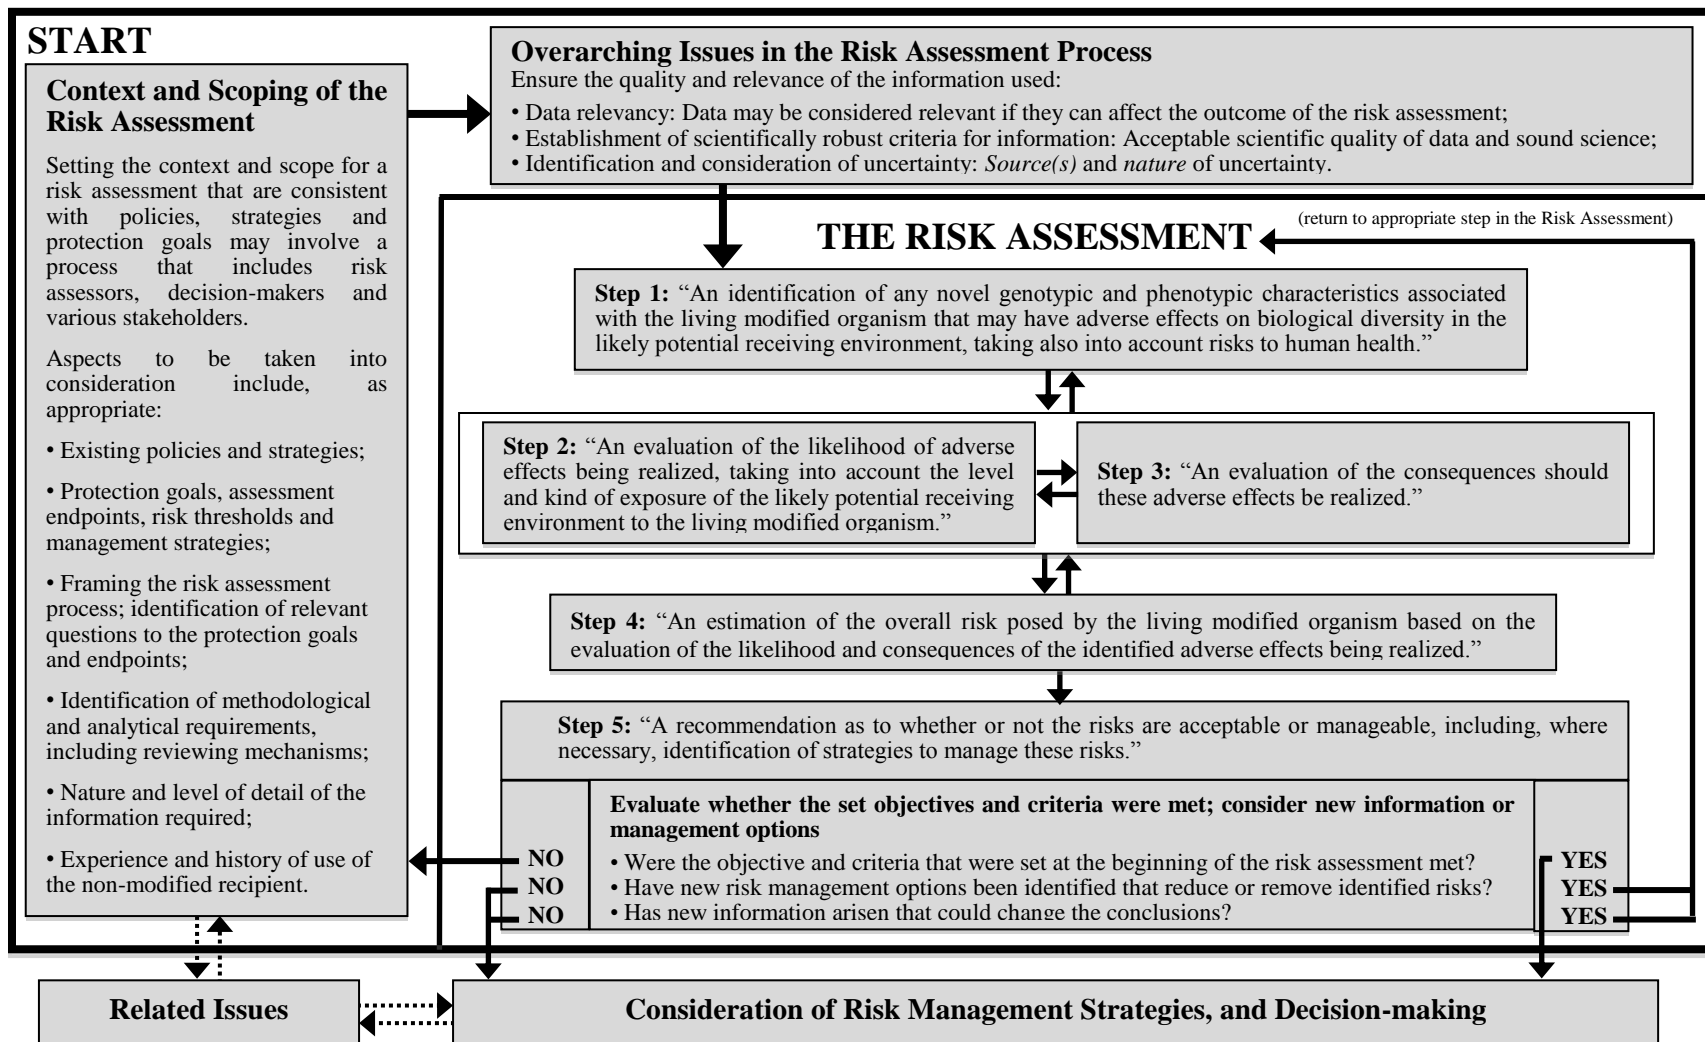 START
Context and Scoping of the
Risk Assessment
Setting the context and scope for a
risk assessment that are consistent
with policies, strategies and
protection goals may involve a
process that includes risk
assessors, decision-makers and
various stakeholders.
Aspects to be taken into
consideration include, as
appropriate:
• Existing policies and strategies;
• Protection goals, assessment
endpoints, risk thresholds and
management strategies;
• Framing the risk assessment
process; identification of relevant
questions to the protection goals
and endpoints;
• Identification of methodological
and analytical requirements,
including reviewing mechanisms;
• Nature and level of detail of the
information required;
• Experience and history of use of
the non-modified recipient.
Overarching Issues in the Risk Assessment Process
Ensure the quality and relevance of the information used:
• Data relevancy: Data may be considered relevant if they can affect the outcome of the risk assessment;
• Establishment of scientifically robust criteria for information: Acceptable scientific quality of data and sound science;
• Identification and consideration of uncertainty: Source(s) and nature of uncertainty.
(return to appropriate step in the Risk Assessment)
THE RISK ASSESSMENT
Step 1: “An identification of any novel genotypic and phenotypic characteristics associated
with the living modified organism that may have adverse effects on biological diversity in the
likely potential receiving environment, taking also into account risks to human health.”
Step 2: “An evaluation of the likelihood of adverse
effects being realized, taking into account the level
and kind of exposure of the likely potential receiving
environment to the living modified organism.”
Step 3: “An evaluation of the consequences should
these adverse effects be realized.”
Step 4: “An estimation of the overall risk posed by the living modified organism based on the
evaluation of the likelihood and consequences of the identified adverse effects being realized.”
Step 5: “A recommendation as to whether or not the risks are acceptable or manageable, including, where
necessary, identification of strategies to manage these risks.”
Evaluate whether the set objectives and criteria were met; consider new information or
management options
NO • Were the objective and criteria that were set at the beginning of the risk assessment met? YES
NO • Have new risk management options been identified that reduce or remove identified risks? YES
NO • Has new information arisen that could change the conclusions? YES
Related Issues
Consideration of Risk Management Strategies, and Decision-making